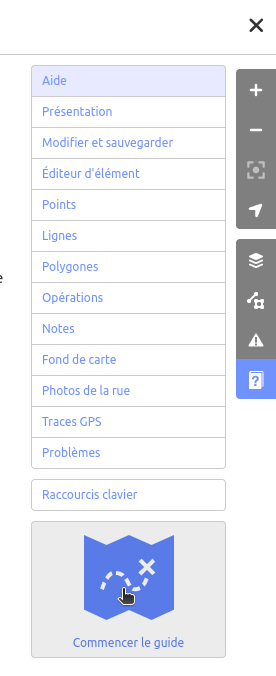 Aide
Présentation
Modifier et sauvegarder
Éditeur d'élément
Points
Lignes
Polygones
Opérations
Notes
Fond de carte
Photos de la rue
Traces GPS
Problèmes
Raccourcis clavier
Commencer le guide